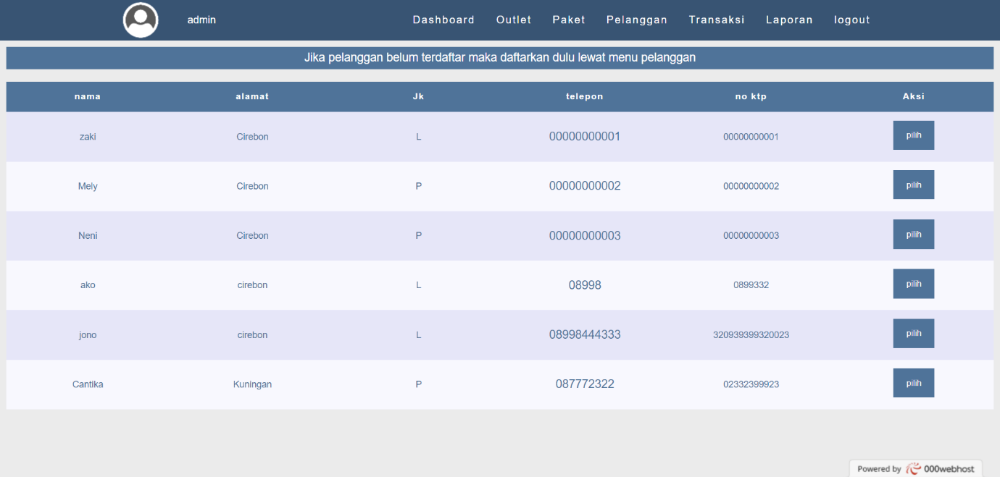 admin Dashboard Outlet Paket Pelanggan Transaksi Laporan logout
Jika pelanggan belum terdaftar maka daftarkan dulu lewat menu pelanggan
nama alamat Jk telepon no ktp Aksi
zaki Cirebon L 00000000001 00000000001 pilih
Mely Cirebon P 00000000002 00000000002 pilih
Neni Cirebon P 00000000003 00000000003 pilih
ako cirebon L 08998 0899332 pilih
jono cirebon L 08998444333 320939399320023 pilih
Cantika Kuningan P 087772322 02332399923 pilih
Powered by 000webhost